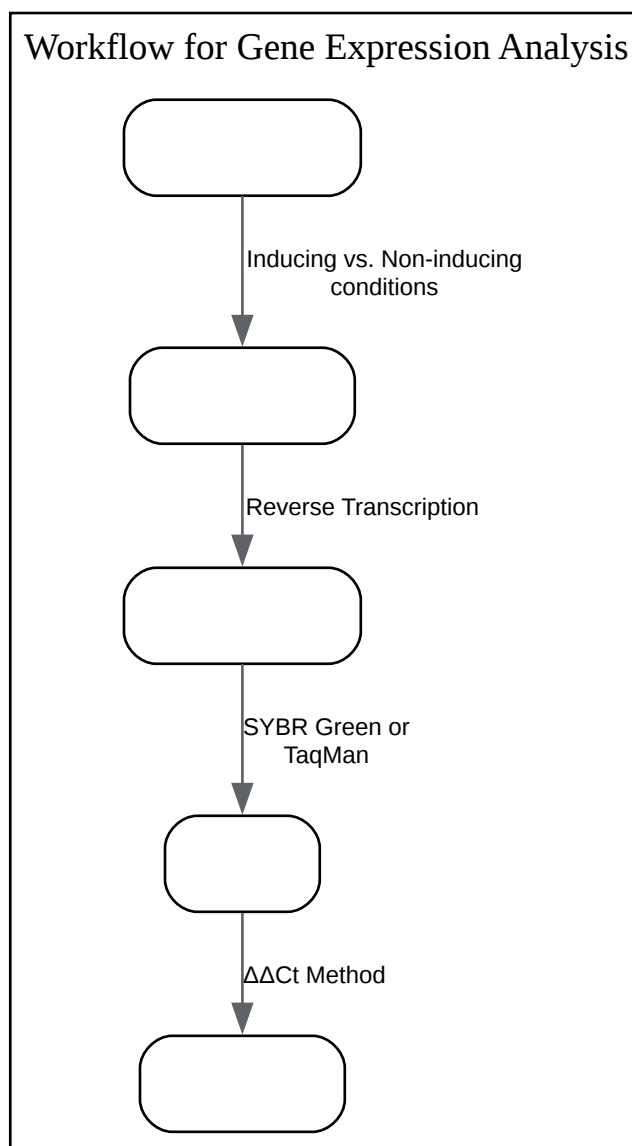 Workflow for Gene Expression Analysis
Inducing vs. Non-inducing
conditions
Reverse Transcription
SYBR Green or
TaqMan
ΔΔCt Method